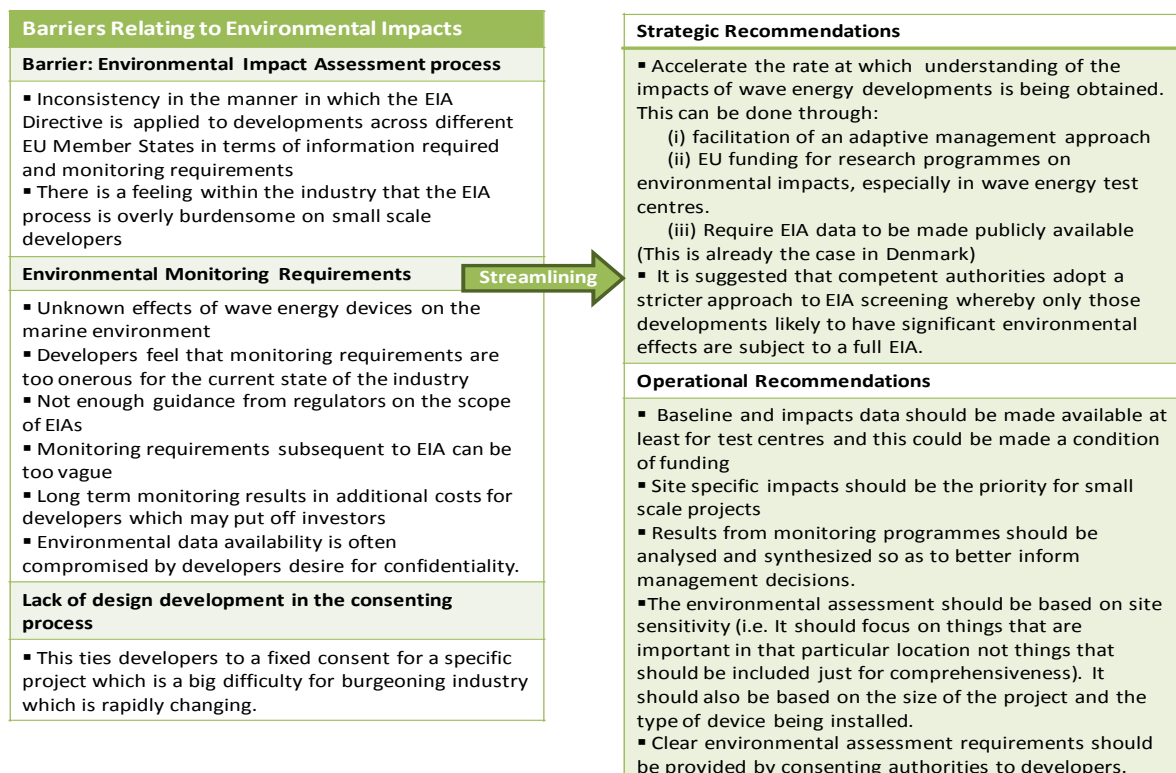 Barriers Relating to Environmental Impacts
Barrier: Environmental Impact Assessment process
▪ Inconsistency in the manner in which the EIA
Directive is applied to developments across different
EU Member States in terms of information required
and monitoring requirements
▪ There is a feeling within the industry that the EIA
process is overly burdensome on small scale
developers
Environmental Monitoring Requirements
▪ Unknown effects of wave energy devices on the
marine environment
▪ Developers feel that monitoring requirements are
too onerous for the current state of the industry
▪ Not enough guidance from regulators on the scope
of EIAs
▪ Monitoring requirements subsequent to EIA can be
too vague
▪ Long term monitoring results in additional costs for
developers which may put off investors
▪ Environmental data availability is often
compromised by developers desire for confidentiality.
Lack of design development in the consenting
process
▪ This ties developers to a fixed consent for a specific
project which is a big difficulty for burgeoning industry
which is rapidly changing.
Streamlining
Strategic Recommendations
▪ Accelerate the rate at which understanding of the
impacts of wave energy developments is being obtained.
This can be done through:
(i) facilitation of an adaptive management approach
(ii) EU funding for research programmes on
environmental impacts, especially in wave energy test
centres.
(iii) Require EIA data to be made publicly available
(This is already the case in Denmark)
▪ It is suggested that competent authorities adopt a
stricter approach to EIA screening whereby only those
developments likely to have significant environmental
effects are subject to a full EIA.
Operational Recommendations
▪ Baseline and impacts data should be made available at
least for test centres and this could be made a condition
of funding
▪ Site specific impacts should be the priority for small
scale projects
▪ Results from monitoring programmes should be
analysed and synthesized so as to better inform
management decisions.
▪The environmental assessment should be based on site
sensitivity (i.e. It should focus on things that are
important in that particular location not things that
should be included just for comprehensiveness). It
should also be based on the size of the project and the
type of device being installed.
▪ Clear environmental assessment requirements should
be provided by consenting authorities to developers.